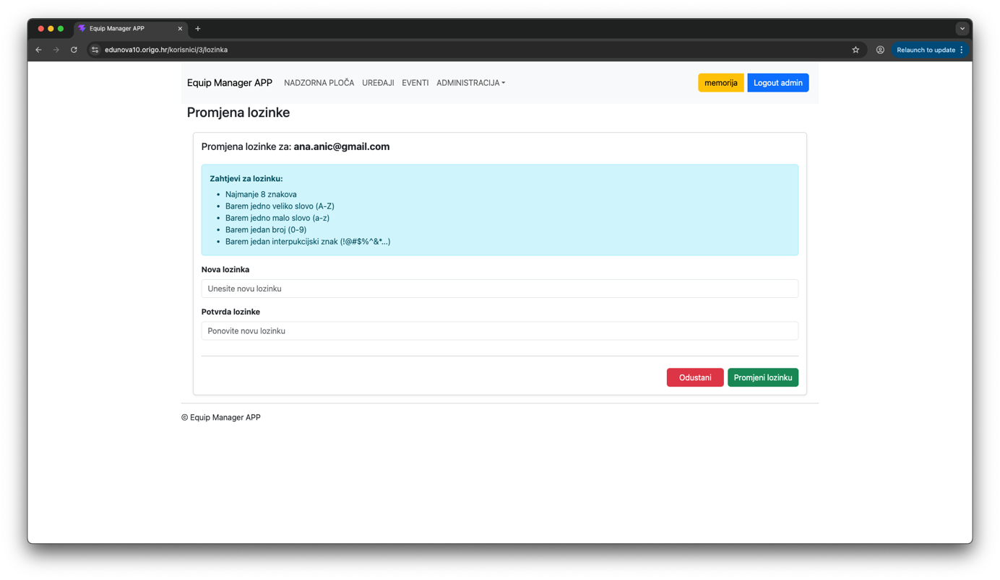 Equip Manager APP
edunova10.origo.hr/korisnici/3/lozinka
Relaunch to update
Equip Manager APP NADZORNA PLOČA UREĐAJI EVENTI ADMINISTRACIJA memorija Logout admin
Promjena lozinke
Promjena lozinke za: ana.anic@gmail.com
Zahtjevi za lozinku:
• Najmanje 8 znakova
• Barem jedno veliko slovo (A-Z)
• Barem jedno malo slovo (a-z)
• Barem jedan broj (0-9)
• Barem jedan interpukcijski znak (!@#$%^&*...)
Nova lozinka
Unesite novu lozinku
Potvrda lozinke
Ponovite novu lozinku
Odustani Promjeni lozinku
© Equip Manager APP